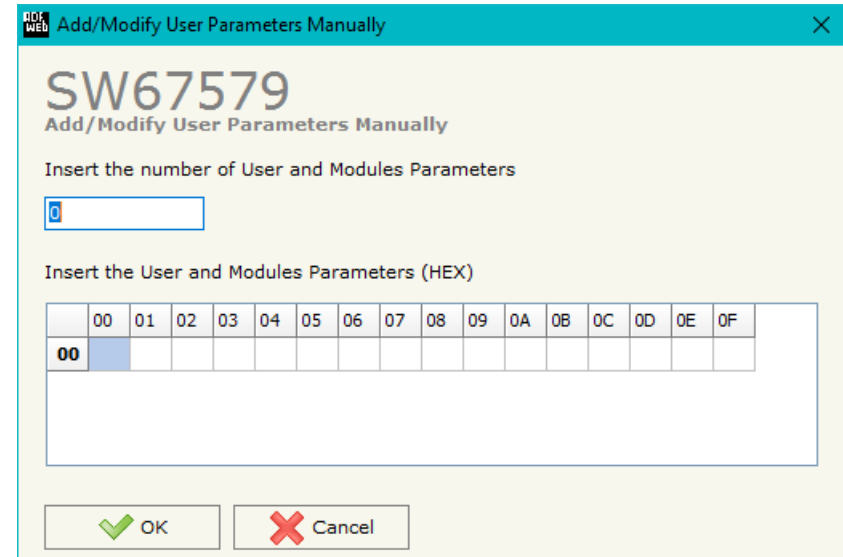 ADF WEB Add/Modify User Parameters Manually
SW67579
Add/Modify User Parameters Manually
Insert the number of User and Modules Parameters
0
Insert the User and Modules Parameters (HEX)
00 01 02 03 04 05 06 07 08 09 0A 0B 0C 0D 0E 0F
00
OK Cancel